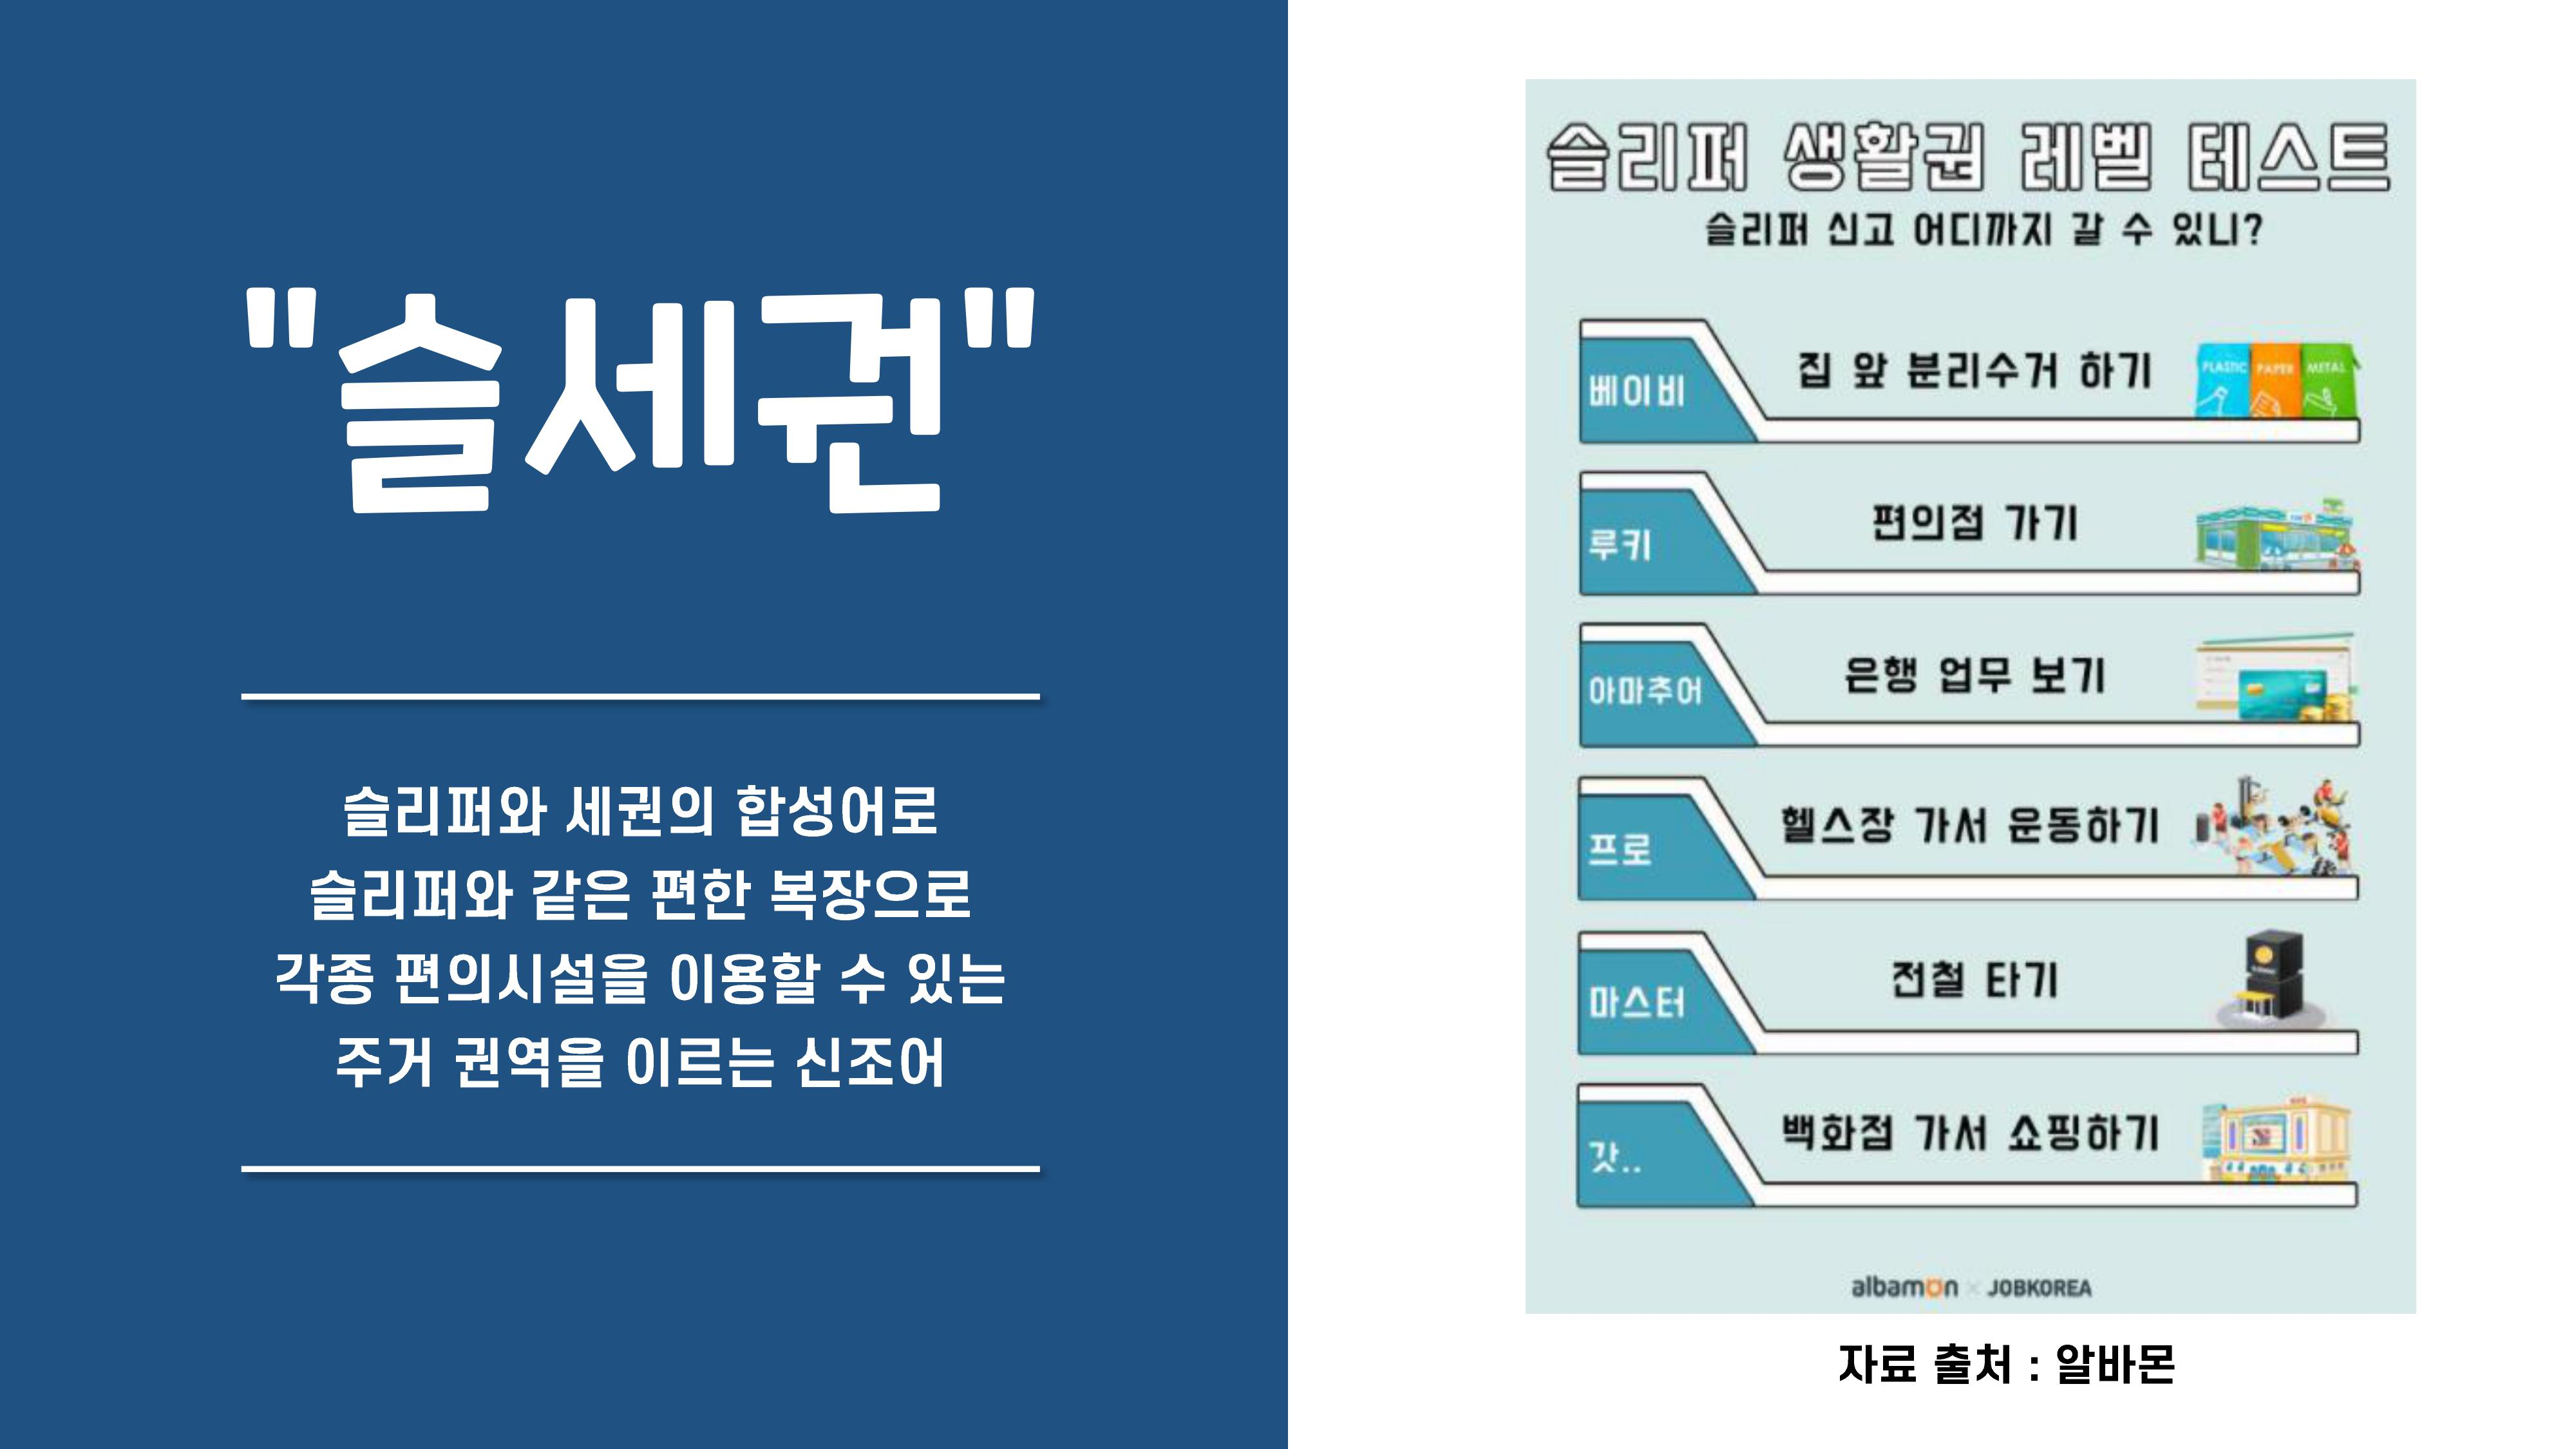 "슬세권"
슬리퍼와 세권의 합성어로
슬리퍼와 같은 편한 복장으로
각종 편의시설을 이용할 수 있는
주거 권역을 이르는 신조어
슬리퍼 생활권 레벨 테스트
슬리퍼 신고 어디까지 갈 수 있니?
베이비 집 앞 분리수거 하기
PLASTIC PAPER METAL
루키 편의점 가기
아마추어 은행 업무 보기
프로 헬스장 가서 운동하기
마스터 전철 타기
갓.. 백화점 가서 쇼핑하기
albamon × JOBKOREA
자료 출처 : 알바몬